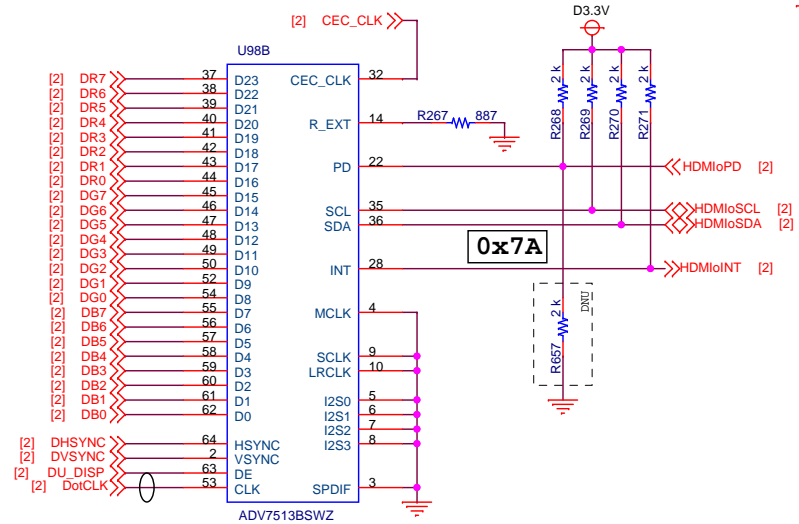 [2] CEC_CLK
D3.3V
U98B
[2] DR7 37 D23 CEC_CLK 32
[2] DR6 38 D22
[2] DR5 39 D21
[2] DR4 40 D20 R_EXT 14 R267 887
[2] DR3 41 D19
[2] DR2 42 D18
[2] DR1 43 D17 PD 22 HDMIoPD [2]
[2] DR0 44 D16
[2] DG7 45 D15
[2] DG6 46 D14 SCL 35 HDMIoSCL [2]
[2] DG5 47 D13 SDA 36 HDMIoSDA [2]
[2] DG4 48 D12
[2] DG3 49 D11
[2] DG2 50 D10 INT 28 HDMIoINT [2]
[2] DG1 52 D9
[2] DG0 54 D8
[2] DB7 55 D7 MCLK 4
[2] DB6 56 D6
[2] DB5 57 D5
[2] DB4 58 D4 SCLK 9
[2] DB3 59 D3 LRCLK 10
[2] DB2 60 D2
[2] DB1 61 D1 I2S0 5
[2] DB0 62 D0 I2S1 6
I2S2 7
[2] DHSYNC 64 HSYNC I2S3 8
[2] DVSYNC 2 VSYNC
[2] DU_DISP 63 DE
[2] DotCLK 53 CLK SPDIF 3
ADV7513BSWZ
R268 2 k
R269 2 k
R270 2 k
R271 2 k
0x7A
R657 2 k
DNU